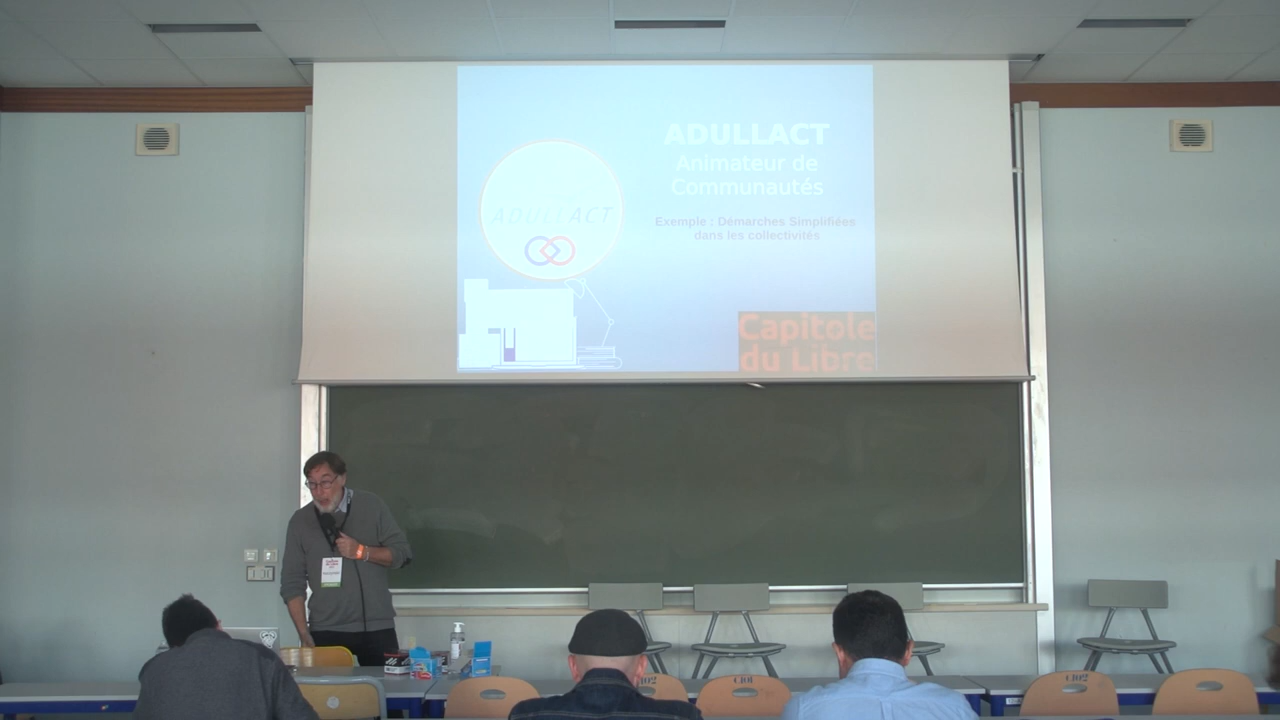 ADULLACT
Animateur de
Communautés
ADULLACT
Exemple : Démarches Simplifiées
dans les collectivités
Capitole
du Libre